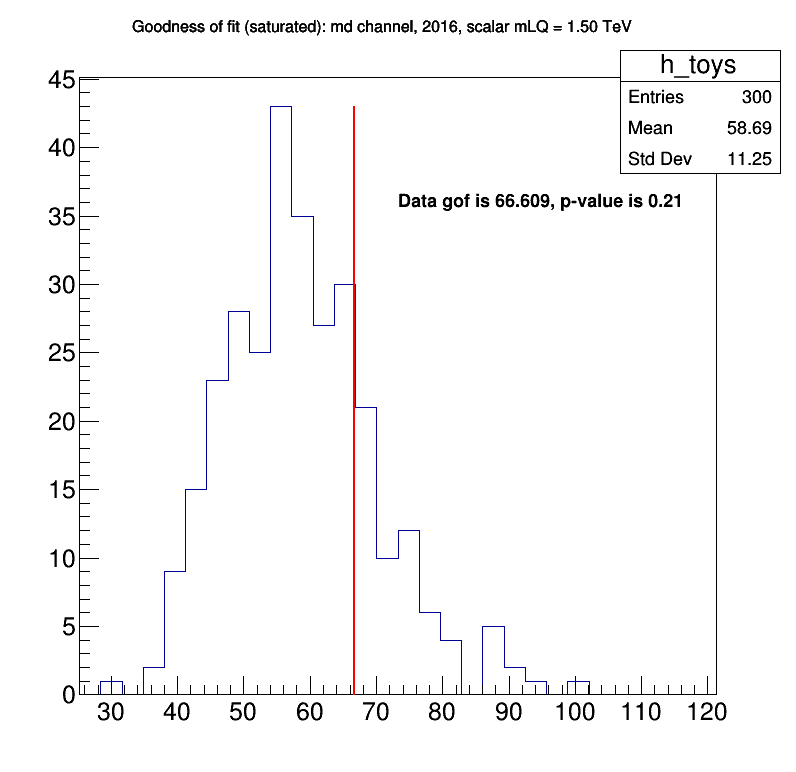 Goodness of fit (saturated): md channel, 2016, scalar mLQ = 1.50 TeV
h_toys
Entries 300
Mean 58.69
Std Dev 11.25
Data gof is 66.609, p-value is 0.21
45
40
35
30
25
20
15
10
5
0
30 40 50 60 70 80 90 100 110 120